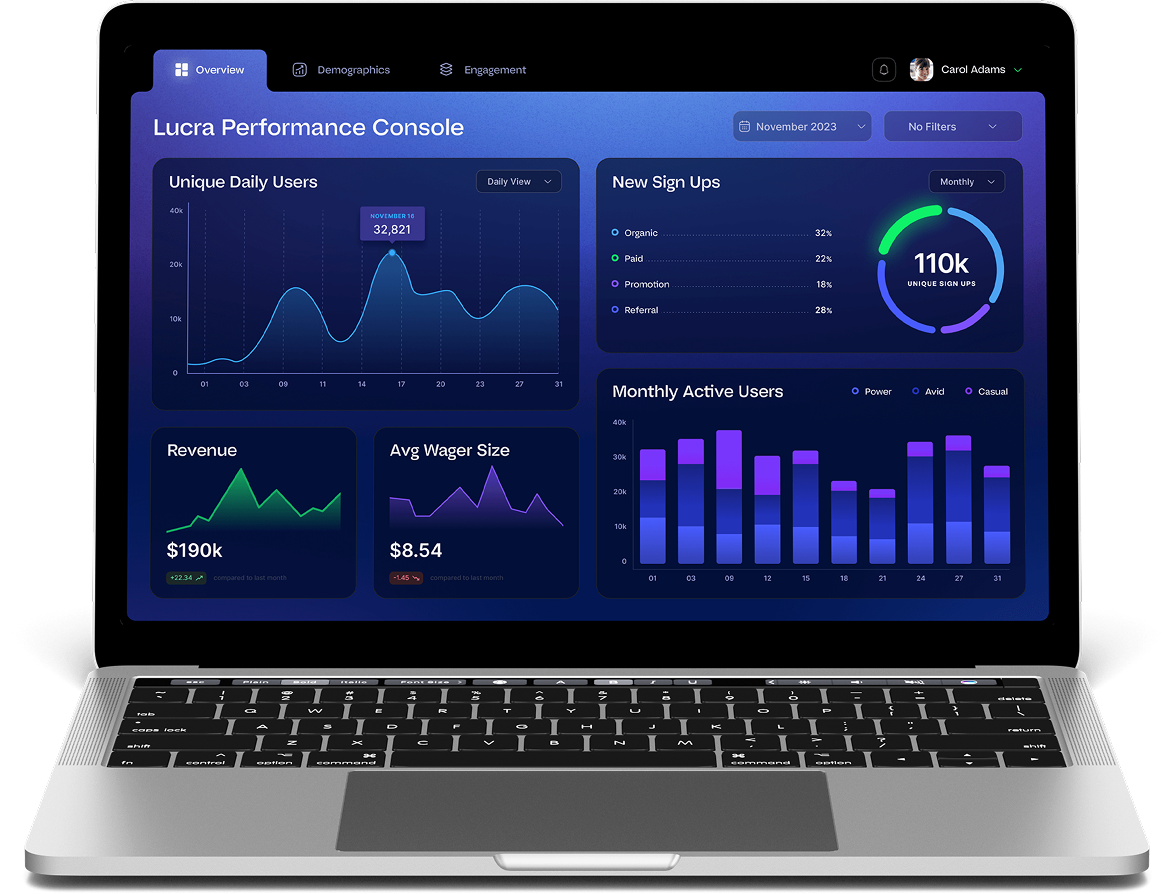 Overview
Demographics
Engagement
Carol Adams
Lucra Performance Console
November 2023
No Filters
Unique Daily Users
Daily View
40k
20k
10k
0
NOVEMBER 16
32,821
01 03 09 11 14 17 20 23 27 31
New Sign Ups
Monthly
Organic 32%
Paid 22%
Promotion 18%
Referral 28%
110k
UNIQUE SIGN UPS
Revenue
$190k
+22.34
compared to last month
Avg Wager Size
$8.54
-1.45
compared to last month
Monthly Active Users
Power
Avid
Casual
40k
30k
20k
10k
0
01 03 09 12 15 18 21 24 27 31
esc Plain Bold Italic Font Size A B I U
~ ! @ # $ % ^ & * ( ) _ + delete
tab Q W E R T Y U I O P { } | \
caps lock A S D F G H J K L : ; " ' return
shift Z X C V B N M < , > . ? / shift
fn control option command command option